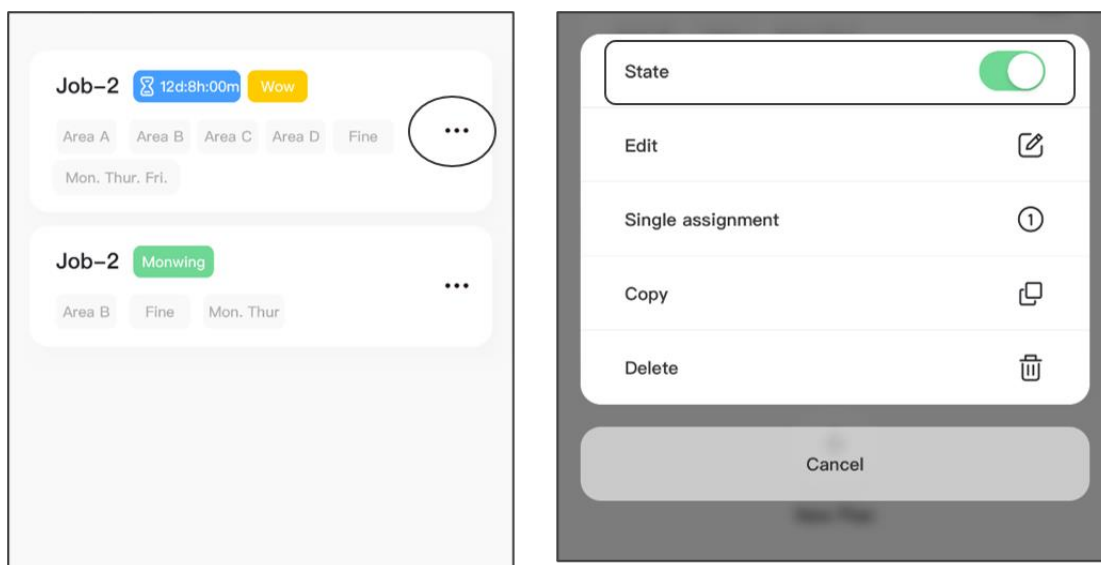 Job-2 12d:8h:00m Wow
Area A Area B Area C Area D Fine
...
Mon. Thur. Fri.
Job-2 Monwing
...
Area B Fine Mon. Thur
State
Edit
Single assignment 1
Copy
Delete
Cancel